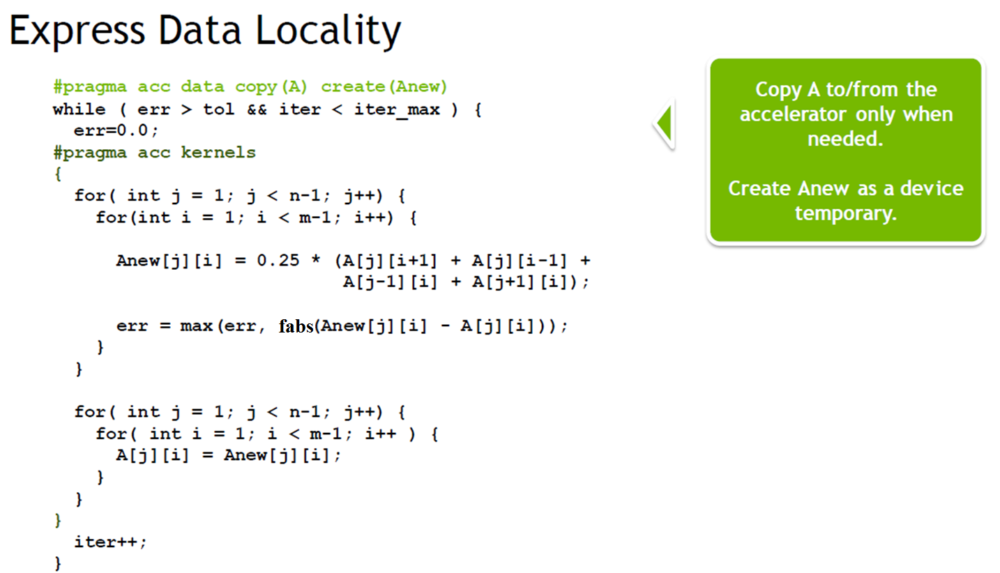 Express Data Locality
#pragma acc data copy(A) create(Anew)
while ( err > tol && iter < iter_max ) {
err=0.0;
#pragma acc kernels
{
for( int j = 1; j < n-1; j++) {
for(int i = 1; i < m-1; i++) {
Anew[j][i] = 0.25 * (A[j][i+1] + A[j][i-1] +
A[j-1][i] + A[j+1][i]);
err = max(err, fabs(Anew[j][i] - A[j][i]));
}
}
for( int j = 1; j < n-1; j++) {
for( int i = 1; i < m-1; i++ ) {
A[j][i] = Anew[j][i];
}
}
}
iter++;
}
Copy A to/from the
accelerator only when
needed.
Create Anew as a device
temporary.